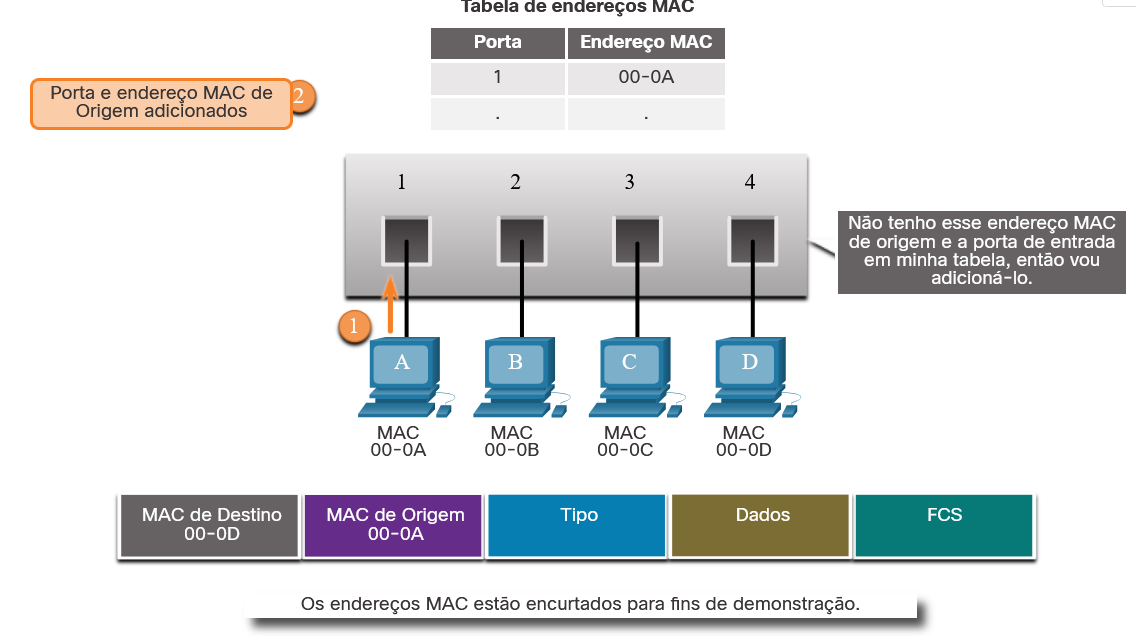 Tabela de endereços MAC
Porta Endereço MAC
1 00-0A
. .
Porta e endereço MAC de
Origem adicionados
2
1 2 3 4
Não tenho esse endereço MAC
de origem e a porta de entrada
em minha tabela, então vou
adicioná-lo.
1
A B C D
MAC MAC MAC MAC
00-0A 00-0B 00-0C 00-0D
MAC de Destino MAC de Origem Tipo Dados FCS
00-0D 00-0A
Os endereços MAC estão encurtados para fins de demonstração.